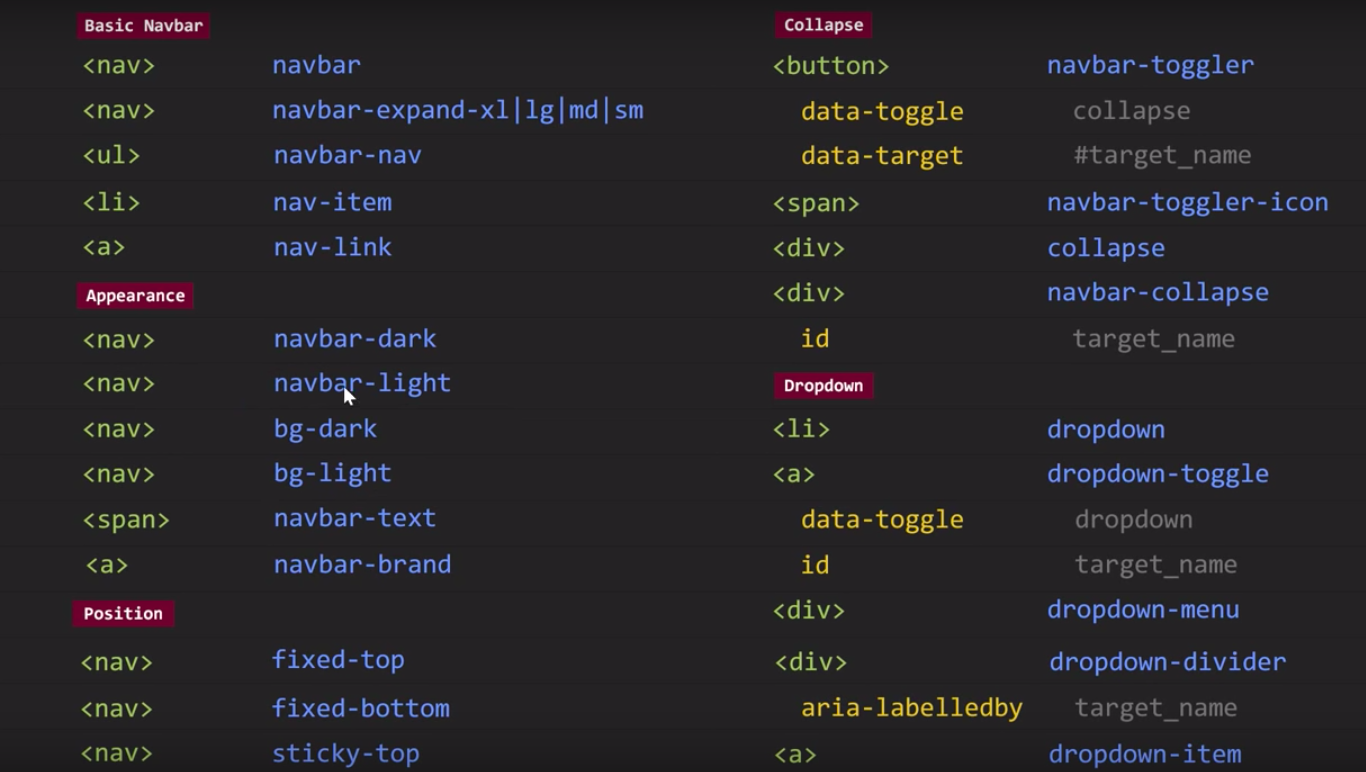 Basic Navbar
<nav> navbar
<nav> navbar-expand-xl|lg|md|sm
<ul> navbar-nav
<li> nav-item
<a> nav-link
Appearance
<nav> navbar-dark
<nav> navbar-light
<nav> bg-dark
<nav> bg-light
<span> navbar-text
<a> navbar-brand
Position
<nav> fixed-top
<nav> fixed-bottom
<nav> sticky-top
Collapse
<button> navbar-toggler
data-toggle collapse
data-target #target_name
<span> navbar-toggler-icon
<div> collapse
<div> navbar-collapse
id target_name
Dropdown
<li> dropdown
<a> dropdown-toggle
data-toggle dropdown
id target_name
<div> dropdown-menu
<div> dropdown-divider
aria-labelledby target_name
<a> dropdown-item